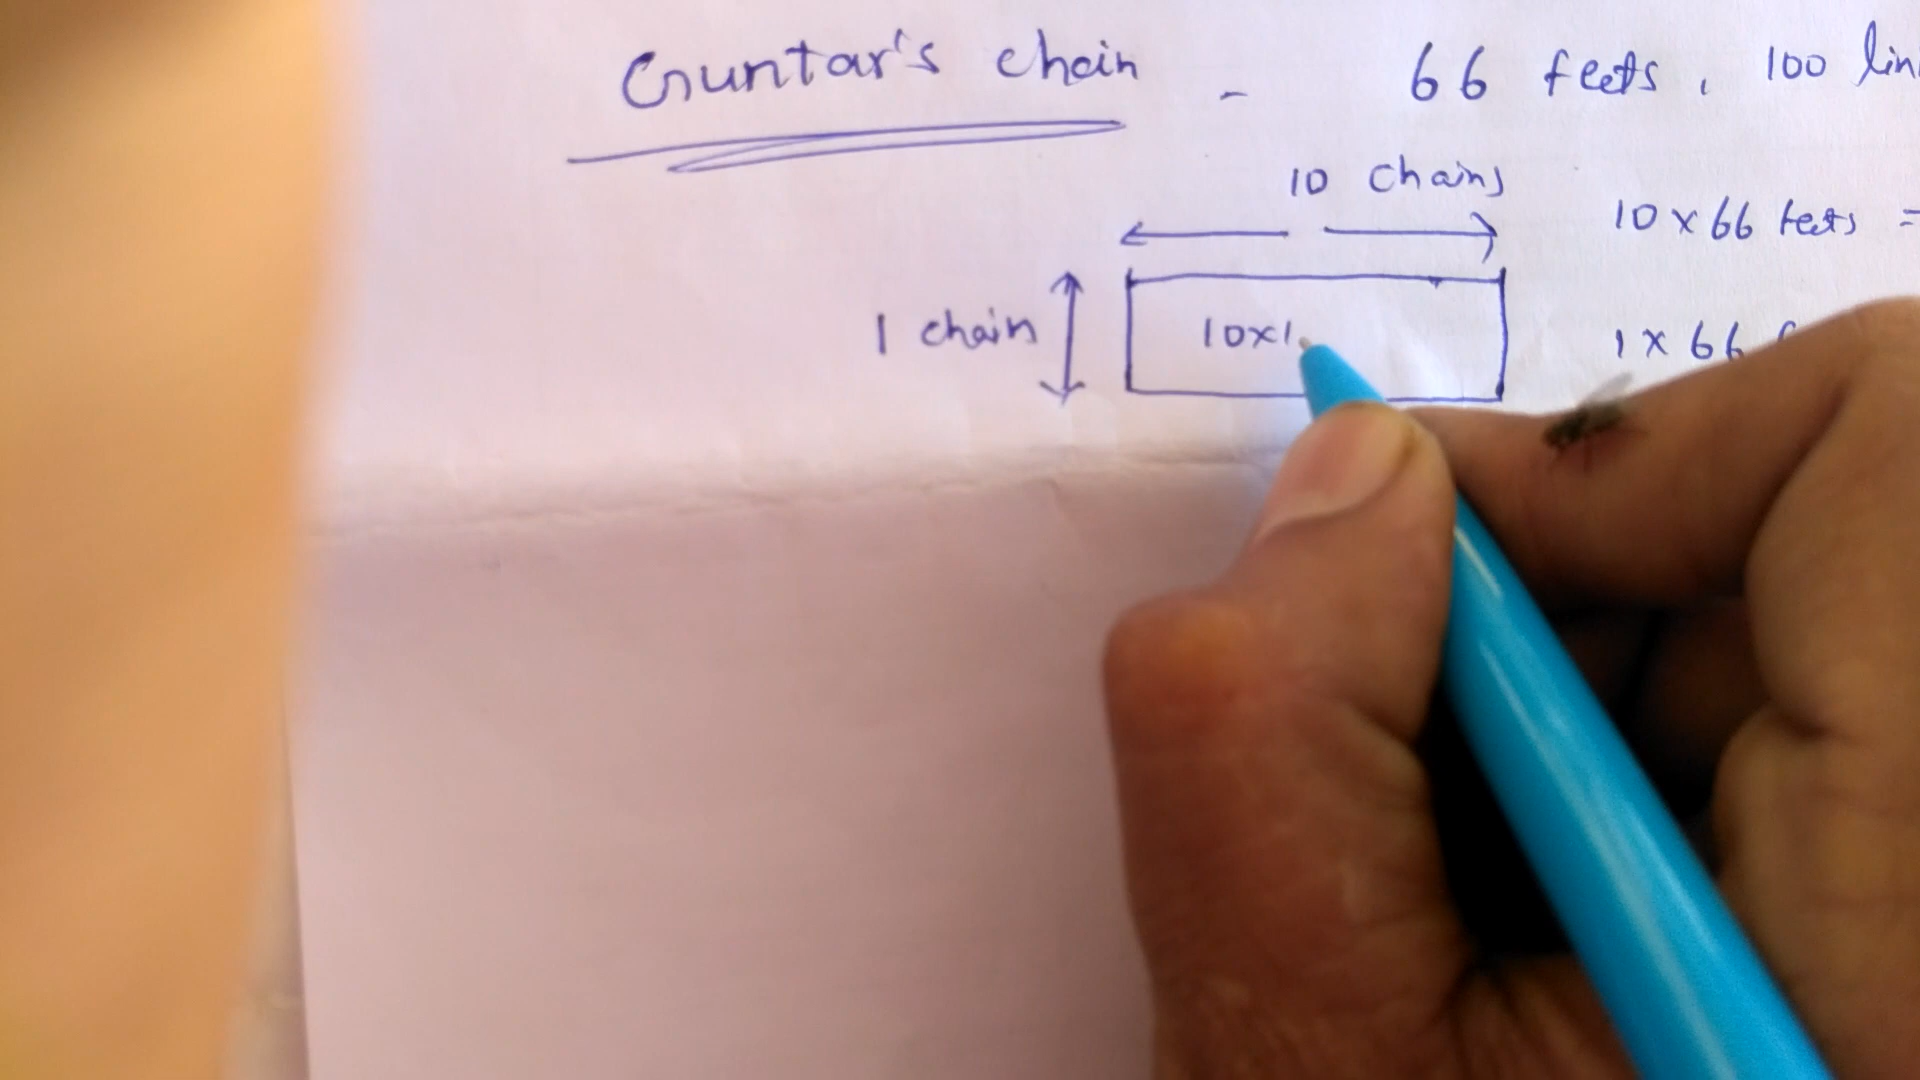 Guntar's chain - 66 feets, 100
10 chains
10 x 66 feets =
1 chain
10x1
1 x 66